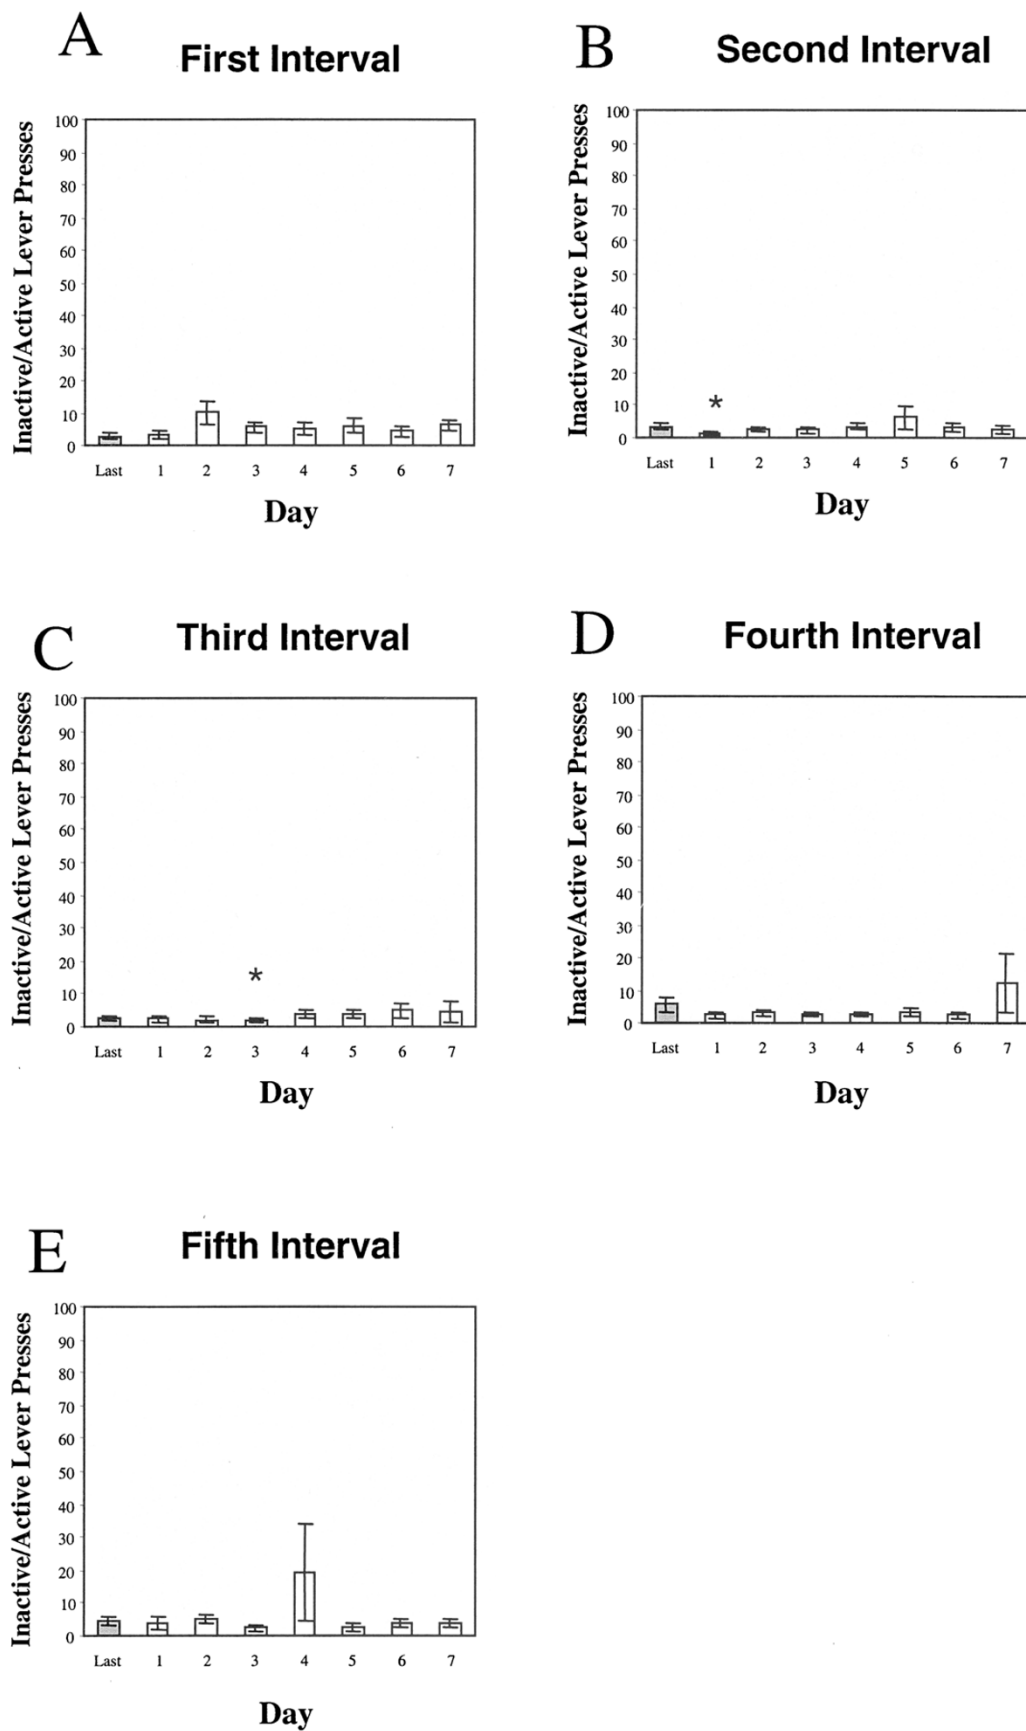 A
First Interval
Inactive/Active Lever Presses
100
90
80
70
60
50
40
30
20
10
0
Last 1 2 3 4 5 6 7
Day
B
Second Interval
Inactive/Active Lever Presses
100
90
80
70
60
50
40
30
20
10
0
*
Last 1 2 3 4 5 6 7
Day
C
Third Interval
Inactive/Active Lever Presses
100
90
80
70
60
50
40
30
20
10
0
*
Last 1 2 3 4 5 6 7
Day
D
Fourth Interval
Inactive/Active Lever Presses
100
90
80
70
60
50
40
30
20
10
0
Last 1 2 3 4 5 6 7
Day
E
Fifth Interval
Inactive/Active Lever Presses
100
90
80
70
60
50
40
30
20
10
0
Last 1 2 3 4 5 6 7
Day